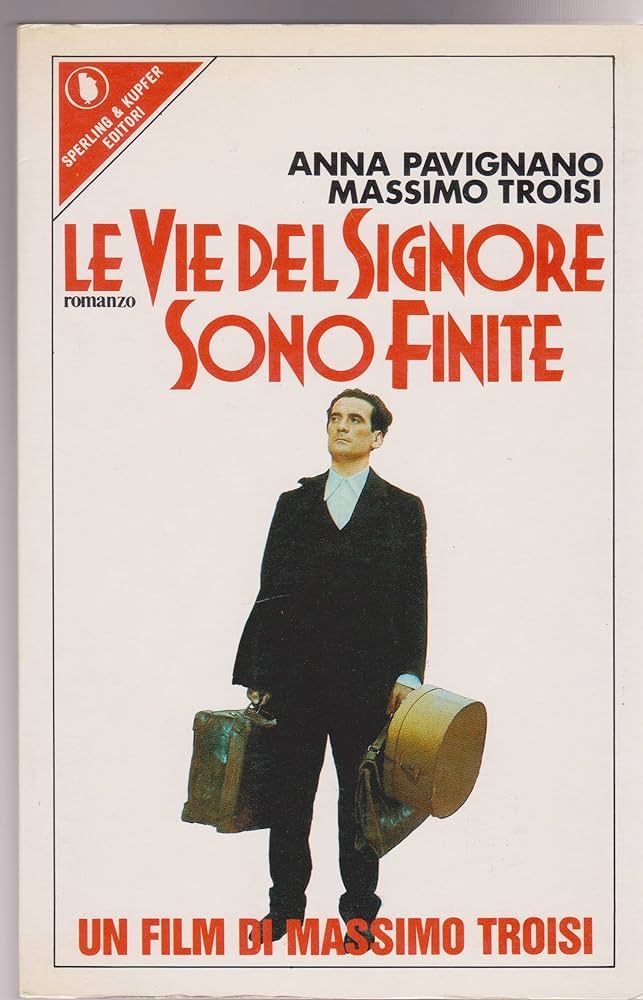 SPERLING & KUPFER
EDITORI
ANNA PAVIGNANO
MASSIMO TROISI
LE VIE DEL SIGNORE
romanzo
SONO FINITE
UN FILM DI MASSIMO TROISI